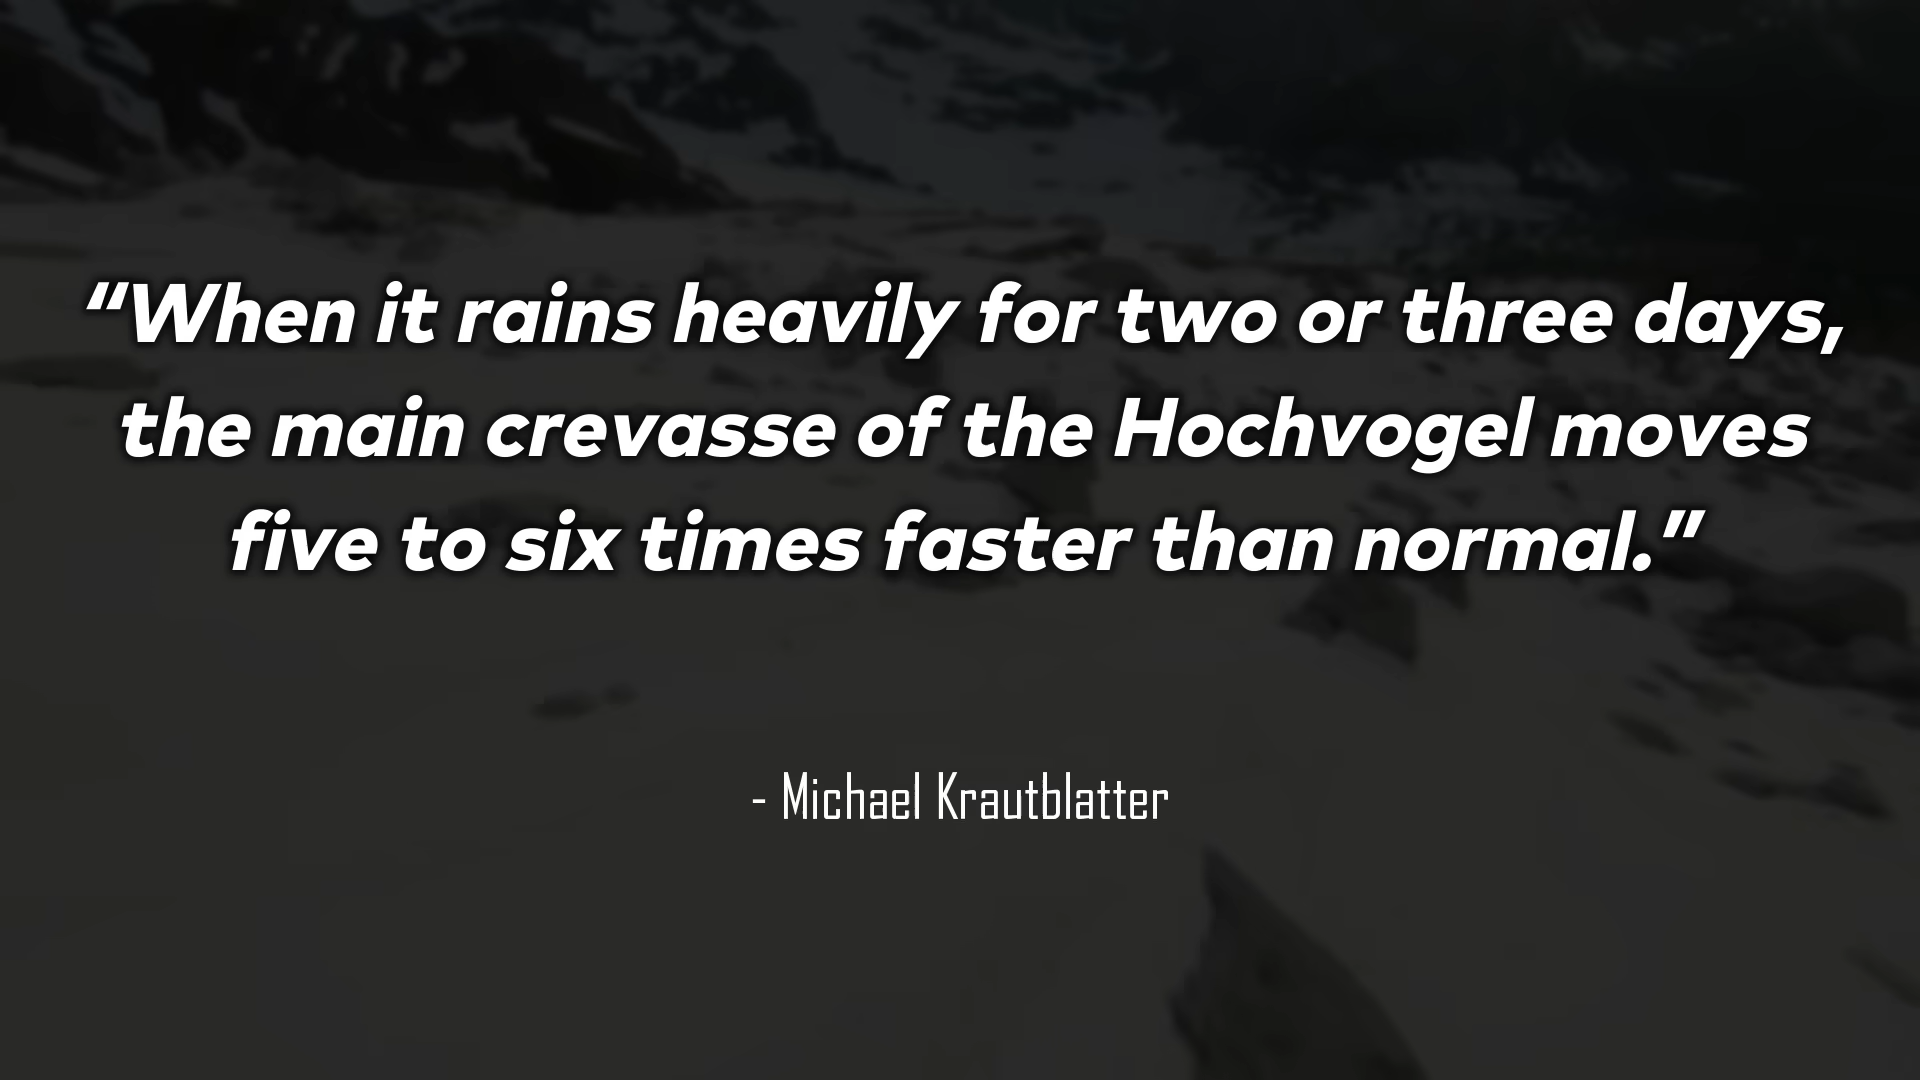 “When it rains heavily for two or three days,
the main crevasse of the Hochvogel moves
five to six times faster than normal.”
- Michael Krautblatter